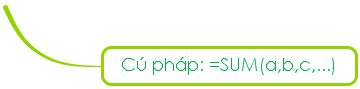 Cú pháp: =SUM(a,b,c,...)